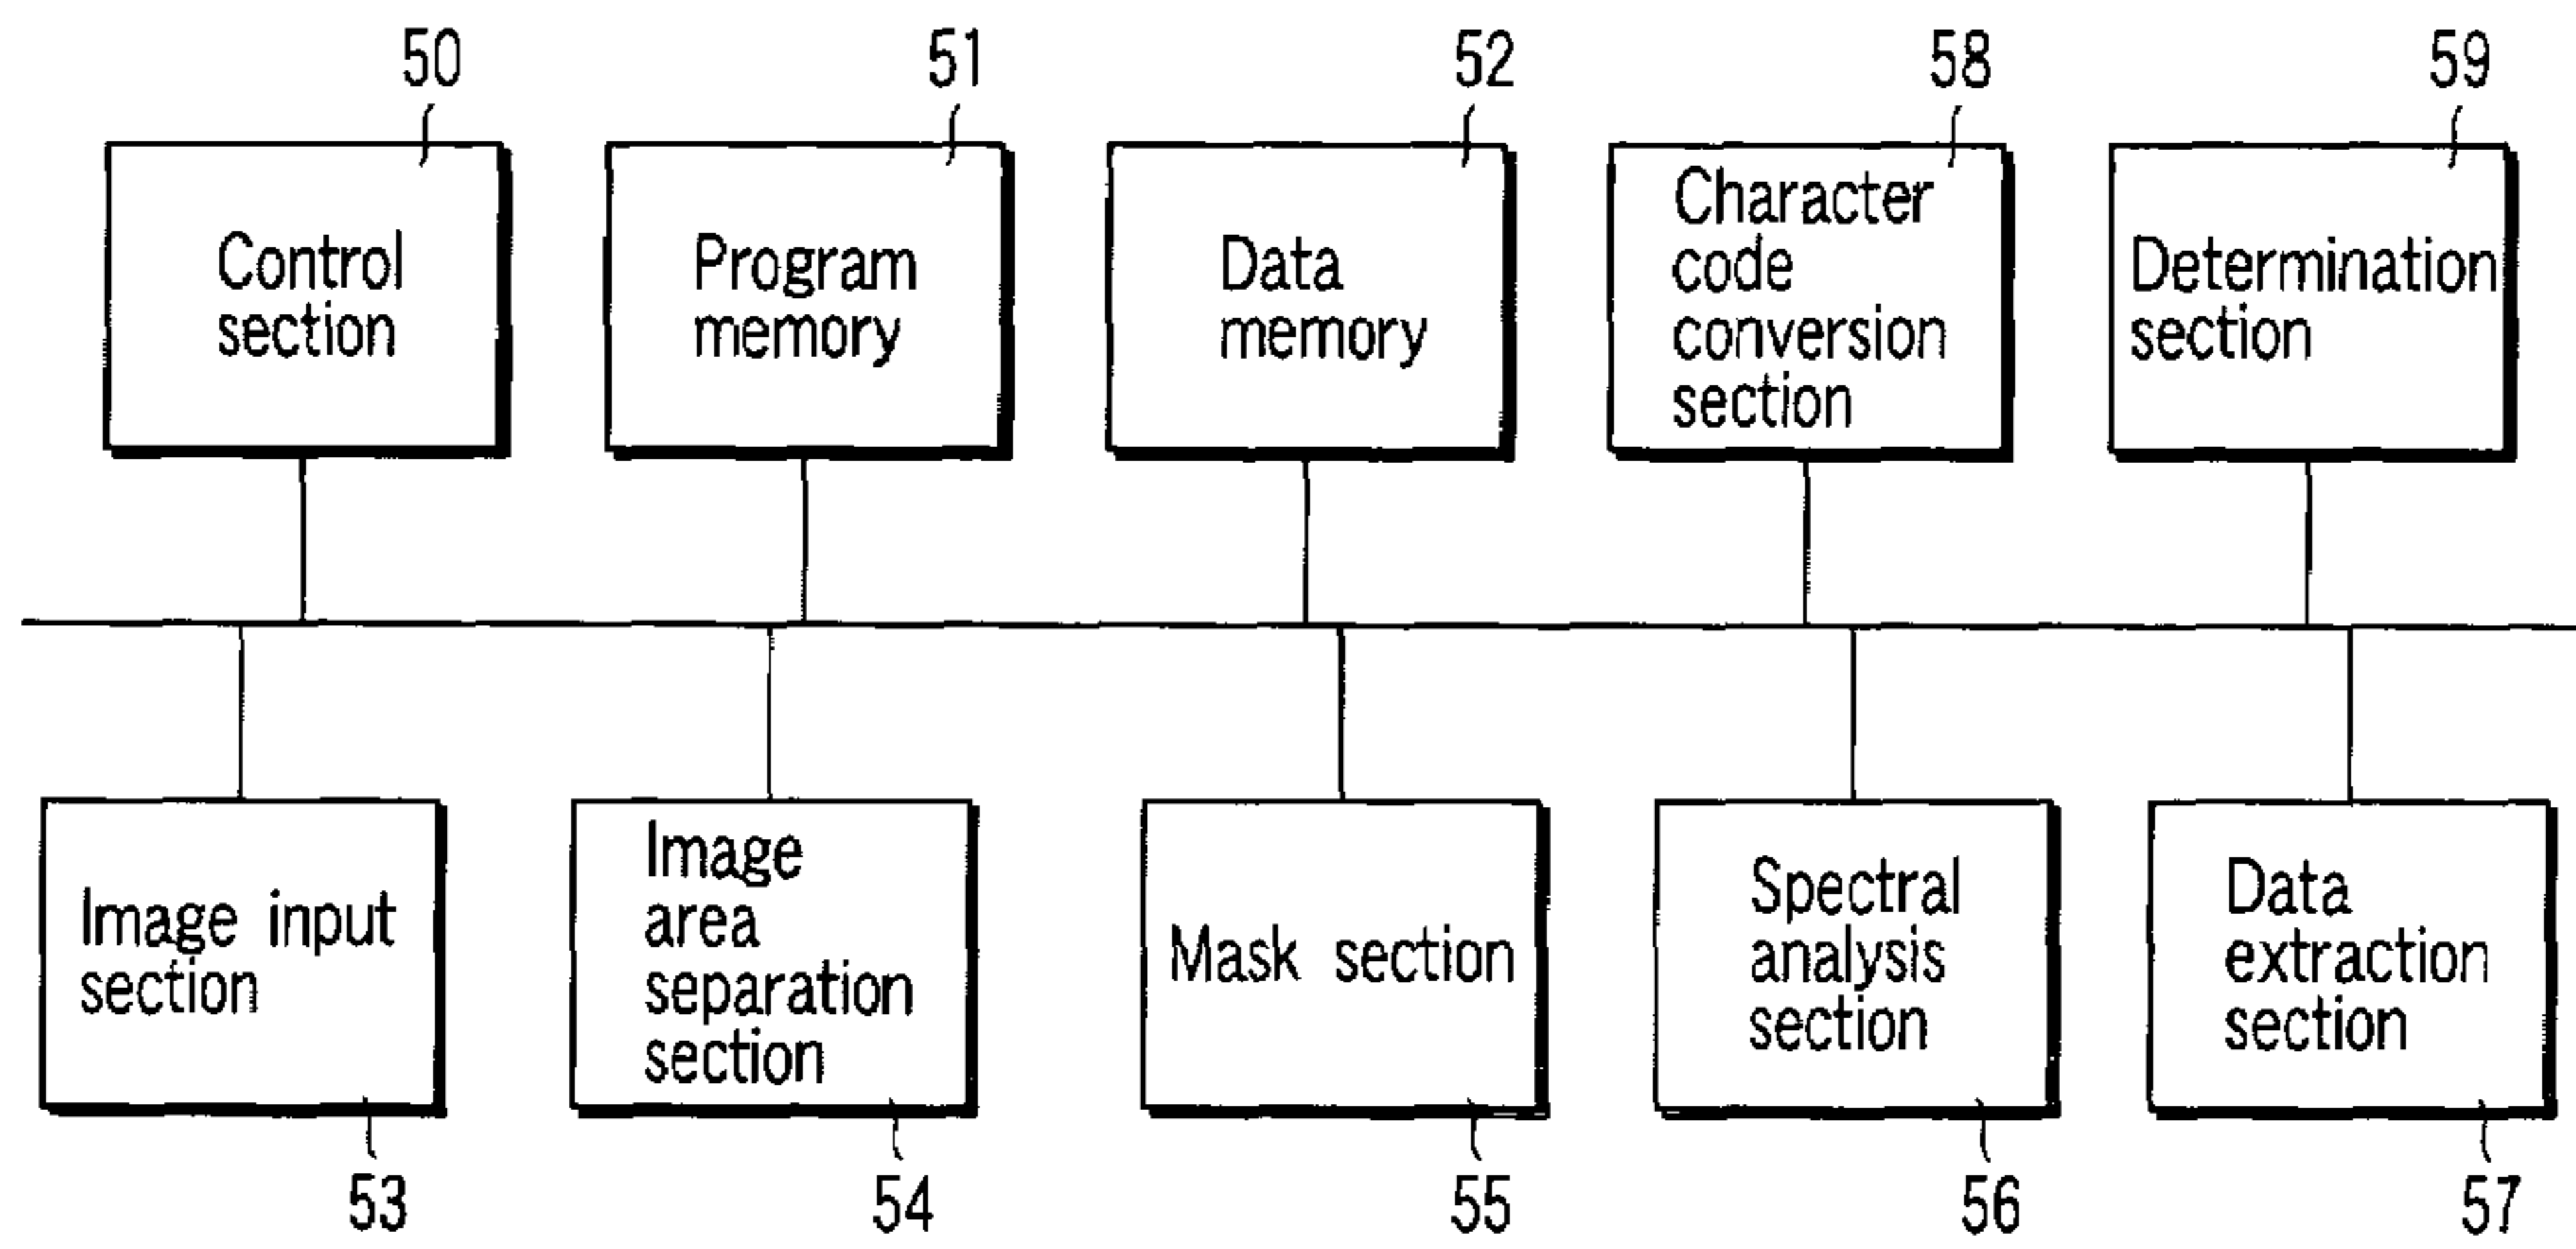 50
Control
section
51
Program
memory
52
Data
memory
58
Character
code
conversion
section
59
Determination
section
Image input
section
53
Image
area
separation
section
54
Mask section
55
Spectral
analysis
section
56
Data
extraction
section
57